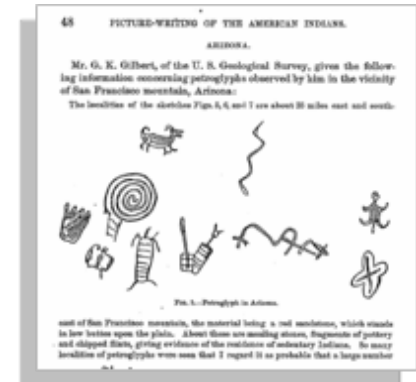 48 PICTURE-WRITING OF THE AMERICAN INDIANS.
ARIZONA.
Mr. G. K. Gilbert, of the U. S. Geological Survey, gives the follow-
ing information concerning petroglyphs observed by him in the vicinity
of San Francisco mountain, Arizona:
The localities of the sketches Figs. 5, 6, and 7 are about 35 miles east and south-
FIG. 5.—Petroglyph in Arizona.
east of San Francisco mountain, the material being a red sandstone, which stands
in low buttes upon the plain. About these are mealing stones, fragments of pottery
and chipped flints, giving evidence of the residence of sedentary Indians. So many
localities of petroglyphs were seen that I regard it as probable that a large number